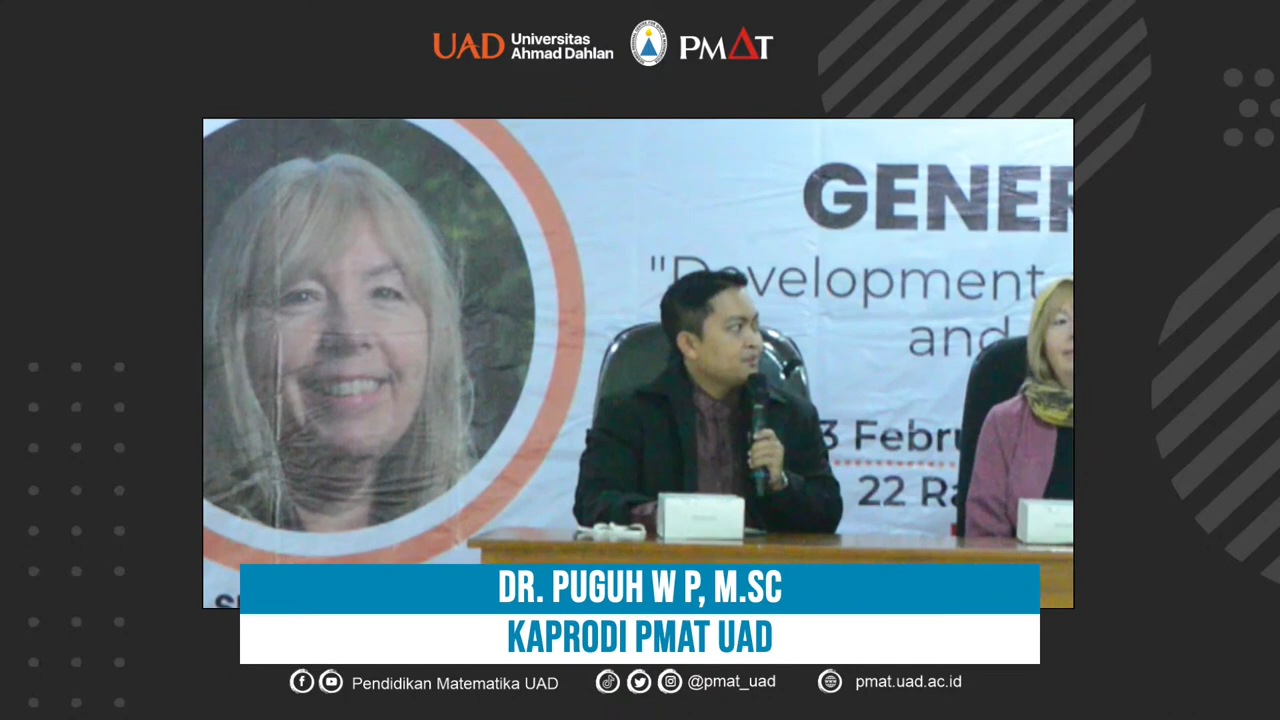 UAD Universitas
Ahmad Dahlan
PMAT
GENER
"Development
and
3 Febru
22 Ra
DR. PUGUH W P, M.SC
KAPRODI PMAT UAD
Pendidikan Matematika UAD
@pmat_uad
pmat.uad.ac.id